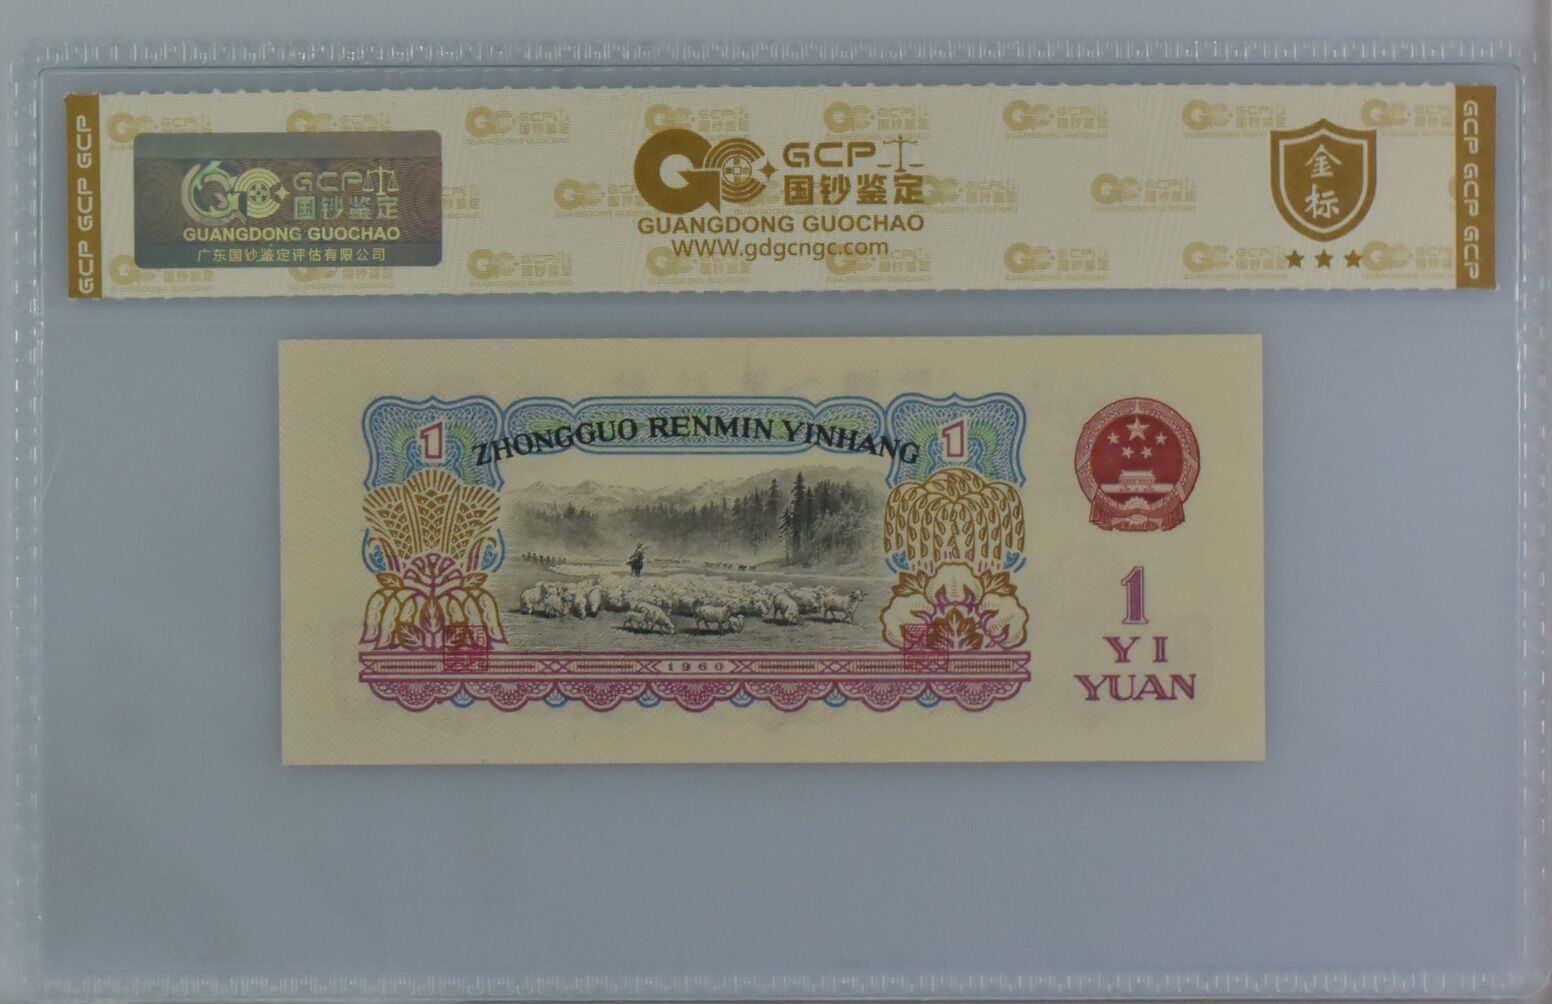 GCP GCP GCP
GCP
国钞鉴定
GUANGDONG GUOCHAO
广东国钞鉴定评估有限公司
GCP
国钞鉴定
GUANGDONG GUOCHAO
WWW.gdgcngc.com
金标
GCP GCP GCP
1
ZHONGGUO RENMIN YINHANG
1
1960
1
YI
YUAN